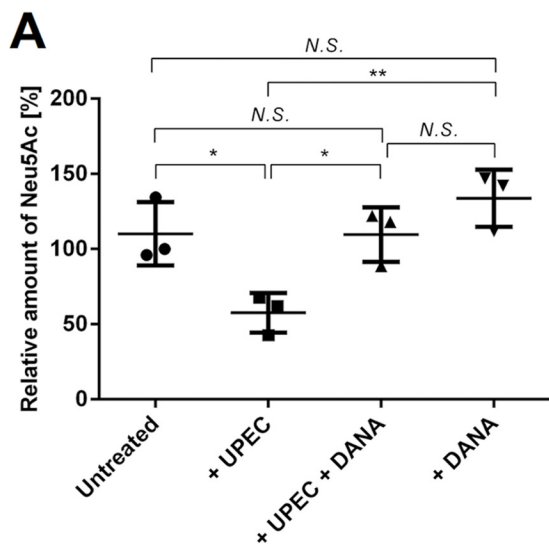 A
N.S.
**
N.S.
N.S.
*
*
Relative amount of Neu5Ac [%]
200
150
100
50
0
Untreated
+ UPEC
+ UPEC + DANA
+ DANA